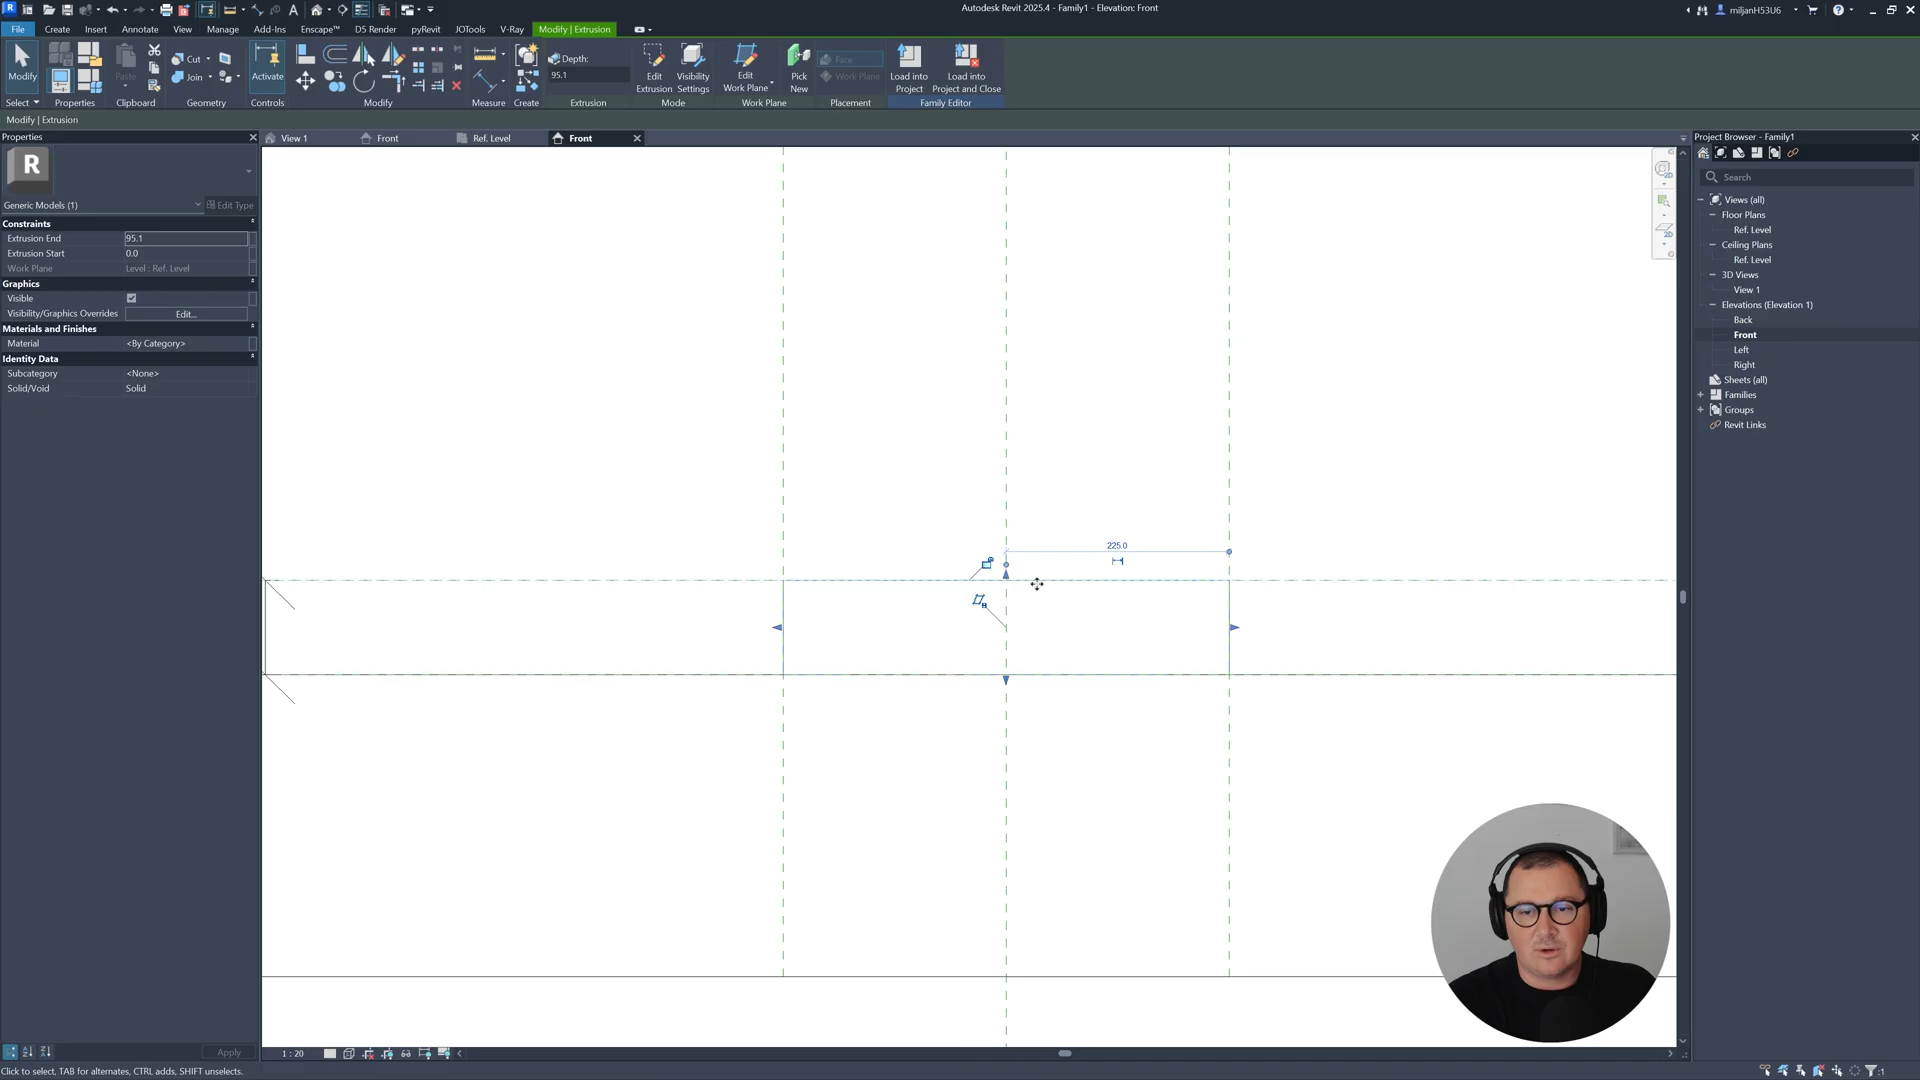 Autodesk Revit 2025.4 - Family1 - Elevation: Front
miljanH53U6
File Create Insert Annotate View Manage Add-Ins Enscape™ D5 Render pyRevit JOTools V-Ray Modify | Extrusion
Modify
Paste
Cut
Join
Activate
Depth:
95.1
Edit Extrusion
Visibility Settings
Edit Work Plane
Pick New
Face
Work Plane
Load into Project
Load into Project and Close
Select Properties Clipboard Geometry Controls Modify Measure Create Extrusion Mode Work Plane Placement Family Editor
Modify | Extrusion
Properties
View 1 Front Ref. Level Front
Project Browser - Family1
R
Search
Generic Models (1) Edit Type
Constraints
Extrusion End 95.1
Extrusion Start 0.0
Work Plane Level : Ref. Level
Graphics
Visible
Visibility/Graphics Overrides Edit...
Materials and Finishes
Material <By Category>
Identity Data
Subcategory <None>
Solid/Void Solid
Views (all)
Floor Plans
Ref. Level
Ceiling Plans
Ref. Level
3D Views
View 1
Elevations (Elevation 1)
Back
Front
Left
Right
Sheets (all)
Families
Groups
Revit Links
225.0
Apply
1 : 20
Click to select, TAB for alternates, CTRL adds, SHIFT unselects.
:1